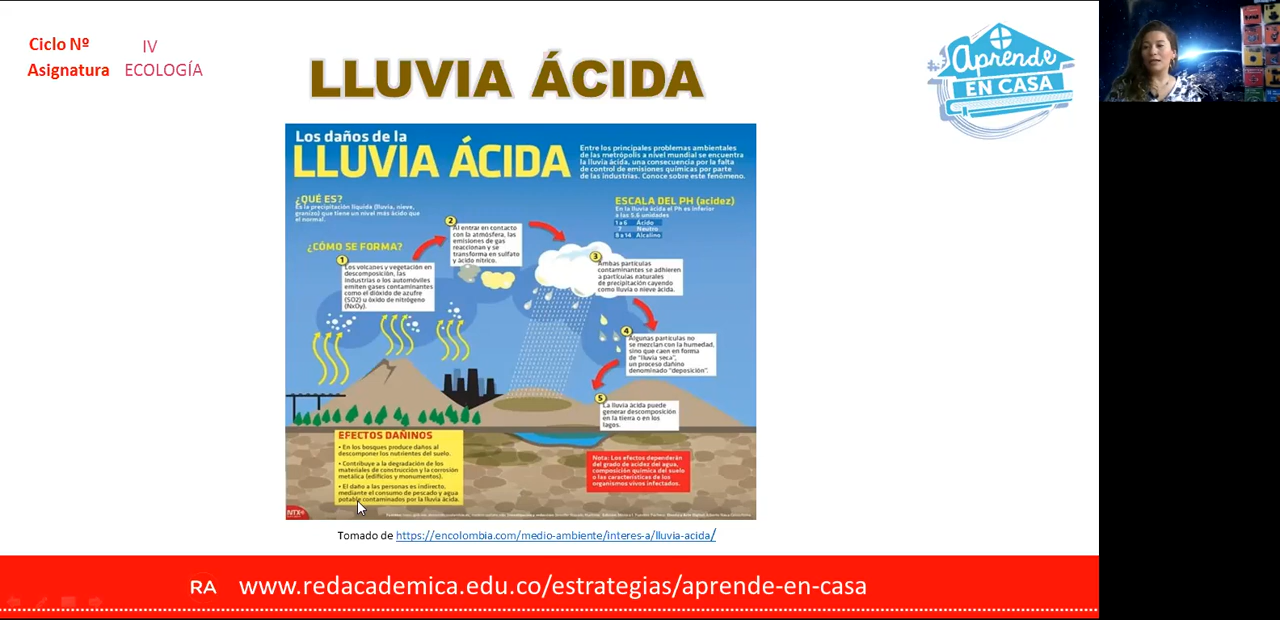 Ciclo Nº IV
Asignatura ECOLOGÍA
LLUVIA ÁCIDA
Aprende
EN CASA
Los daños de la
LLUVIA ÁCIDA
Entre los principales problemas ambientales
de las metrópolis a nivel mundial se encuentra
la lluvia ácida, una consecuencia por la falta
de control de emisiones químicas por parte
de las industrias. Conoce sobre este fenómeno.
¿QUÉ ES?
Es la precipitación líquida (lluvia, nieve,
granizo) que tiene un nivel más ácido que
el normal.
ESCALA DEL PH (acidez)
En la lluvia ácida el Ph es inferior
a las 5.6 unidades
1 a 6 Ácido
7 Neutro
8 a 14 Alcalino
¿CÓMO SE FORMA?
1
Los volcanes y vegetación en
descomposición, las
industrias o los automóviles
emiten gases contaminantes
como el dióxido de azufre
(SO2) u óxido de nitrógeno
(NxOy).
2
Al entrar en contacto
con la atmósfera, las
emisiones de gas
reaccionan y se
transforma en sulfato
y ácido nítrico.
3
Ambas partículas
contaminantes se adhieren
a partículas naturales
de precipitación cayendo
como lluvia o nieve ácida.
4
Algunas partículas no
se mezclan con la humedad,
sino que caen en forma
de "lluvia seca",
un proceso dañino
denominado "deposición".
5
La lluvia ácida puede
generar descomposición
en la tierra o en los
lagos.
EFECTOS DAÑINOS
• En los bosques produce daños al
descomponer los nutrientes del suelo.
• Contribuye a la degradación de los
materiales de construcción y la corrosión
metálica (edificios y monumentos).
• El daño a las personas es indirecto,
mediante el consumo de pescado y agua
potable contaminados por la lluvia ácida.
Nota: Los efectos dependerán
del grado de acidez del agua,
composición química del suelo
o las características de los
organismos vivos infectados.
NTX
Tomado de https://encolombia.com/medio-ambiente/interes-a/lluvia-acida/
RA www.redacademica.edu.co/estrategias/aprende-en-casa